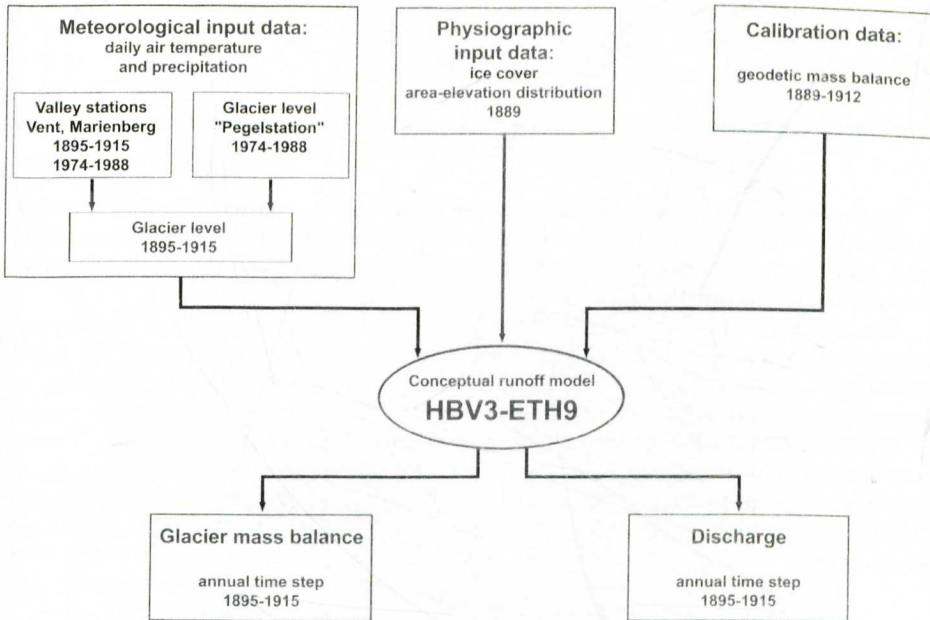 Meteorological input data:
daily air temperature
and precipitation
Valley stations
Vent, Marienberg
1895-1915
1974-1988
Glacier level
"Pegelstation"
1974-1988
Glacier level
1895-1915
Physiographic
input data:
ice cover
area-elevation distribution
1889
Calibration data:
geodetic mass balance
1889-1912
Conceptual runoff model
HBV3-ETH9
Glacier mass balance
annual time step
1895-1915
Discharge
annual time step
1895-1915